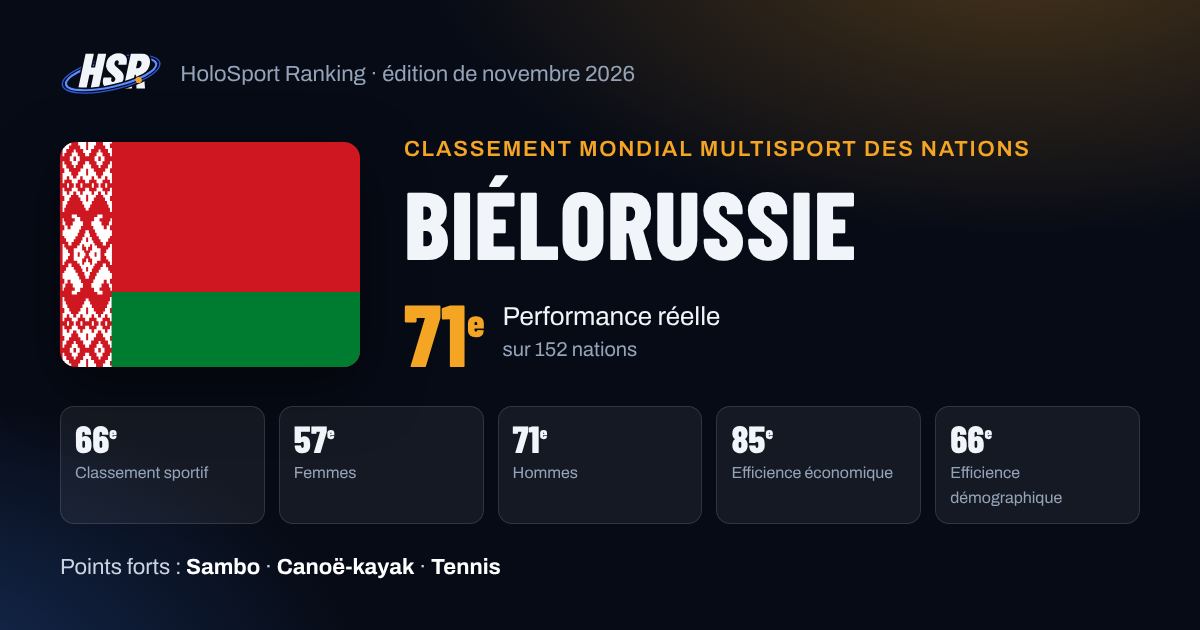 HSR
HoloSport Ranking · édition de novembre 2026
CLASSEMENT MONDIAL MULTISPORT DES NATIONS
BIÉLORUSSIE
71e
Performance réelle
sur 152 nations
66e
Classement sportif
57e
Femmes
71e
Hommes
85e
Efficience économique
66e
Efficience
démographique
Points forts : Sambo · Canoë-kayak · Tennis